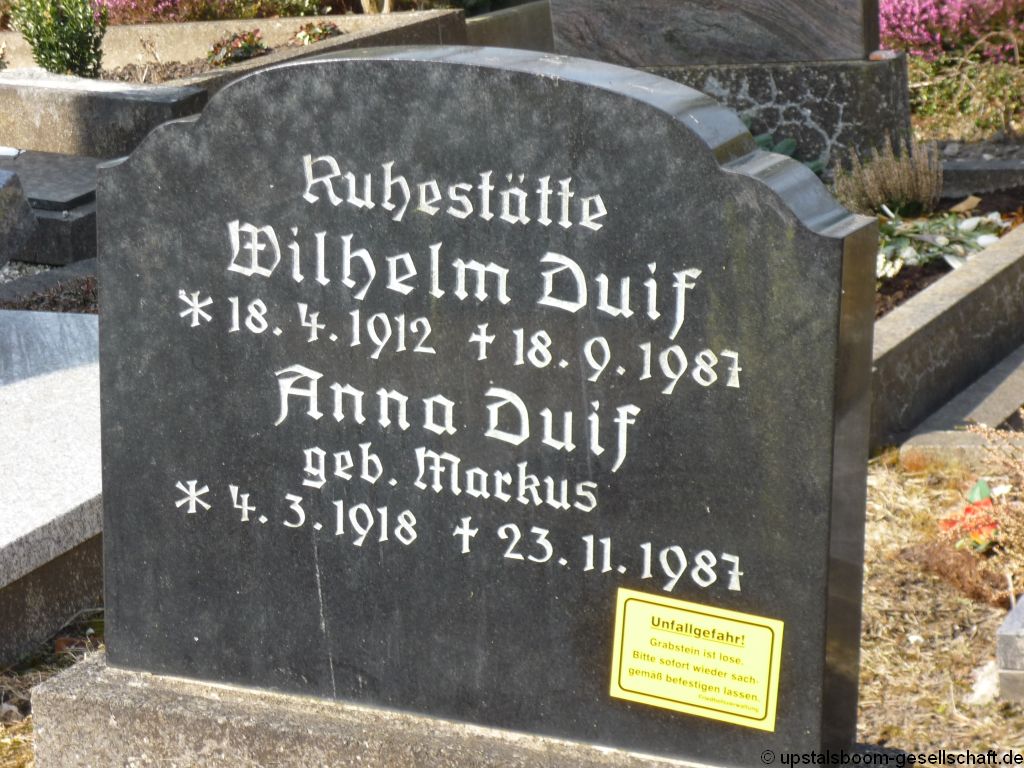 Ruhestätte
Wilhelm Duif
* 18. 4. 1912 + 18. 9. 1987
Anna Duif
geb. Markus
* 4. 3. 1918 + 23. 11. 1987
Unfallgefahr!
Grabstein ist lose.
Bitte sofort wieder sach-
gemäß befestigen lassen.
-Friedhofsverwaltung
© upstalsboom-gesellschaft.de